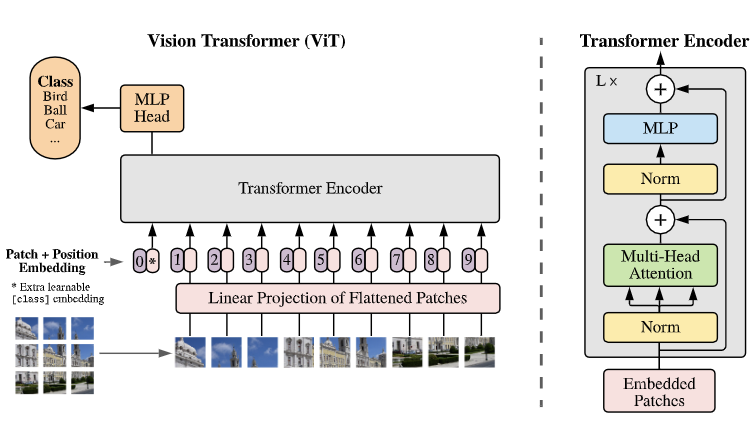 Vision Transformer (ViT)
Class
Bird
Ball
Car
...
MLP
Head
Transformer Encoder
Patch + Position
Embedding
0 * 1 2 3 4 5 6 7 8 9
* Extra learnable
[class] embedding
Linear Projection of Flattened Patches
Transformer Encoder
L ×
+
MLP
Norm
+
Multi-Head
Attention
Norm
Embedded
Patches